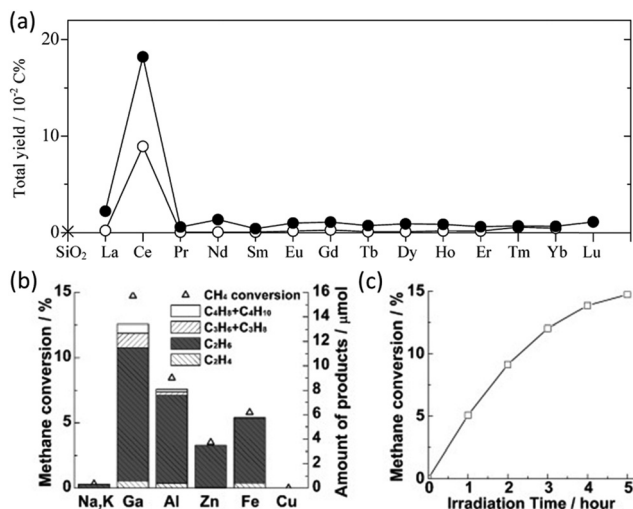 (a)
Total yield / 10⁻² C%
20
10
0
SiO₂ La Ce Pr Nd Sm Eu Gd Tb Dy Ho Er Tm Yb Lu
(b)
Methane conversion / %
15
10
5
0
CH₄ conversion
C₄H₈+C₄H₁₀
C₃H₆+C₃H₈
C₂H₆
C₂H₄
16
14
12
10
8
6
4
2
0
Amount of products / μmol
Na,K Ga Al Zn Fe Cu
(c)
Methane conversion / %
15
10
5
0
0 1 2 3 4 5
Irradiation Time / hour